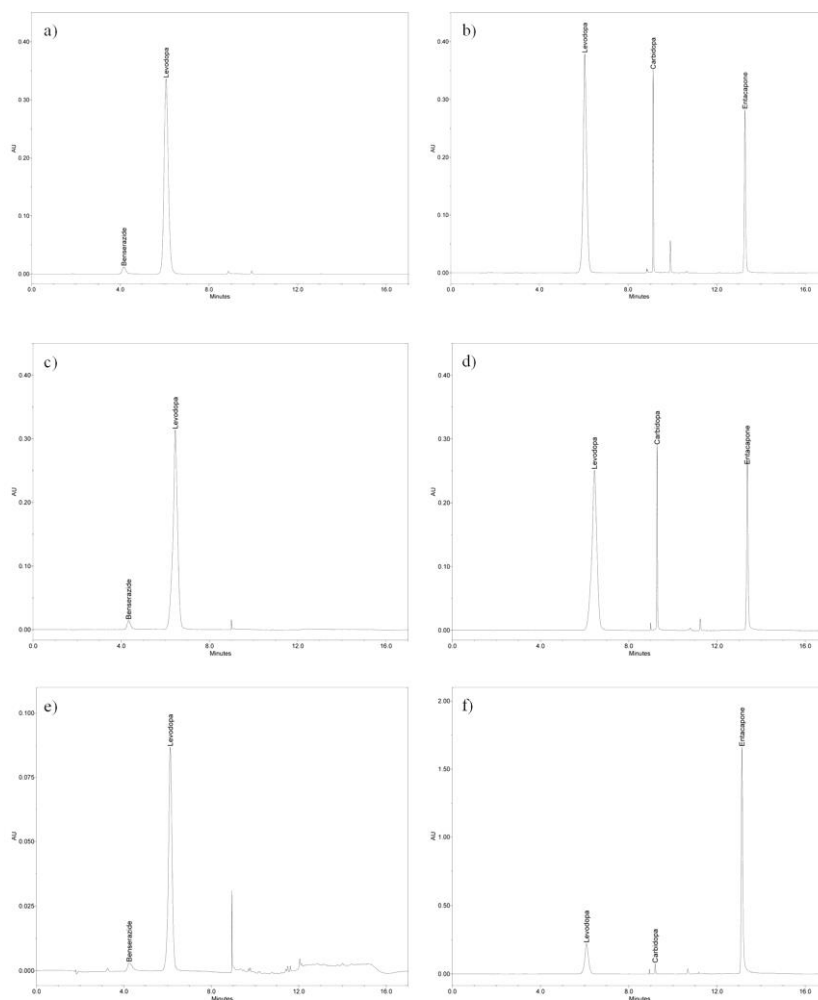 a)
AU
0.40
0.30
0.20
0.10
0.00
Benserazide
Levodopa
0.0 4.0 8.0 12.0 16.0
Minutes
b)
AU
0.40
0.30
0.20
0.10
0.00
Levodopa
Carbidopa
Entacapone
0.0 4.0 8.0 12.0 16.0
Minutes
c)
AU
0.40
0.30
0.20
0.10
0.00
Benserazide
Levodopa
0.0 4.0 8.0 12.0 16.0
Minutes
d)
AU
0.40
0.30
0.20
0.10
0.00
Levodopa
Carbidopa
Entacapone
0.0 4.0 8.0 12.0 16.0
Minutes
e)
AU
0.100
0.075
0.050
0.025
0.000
Benserazide
Levodopa
0.0 4.0 8.0 12.0 16.0
Minutes
f)
AU
2.00
1.50
1.00
0.50
0.00
Levodopa
Carbidopa
Entacapone
0.0 4.0 8.0 12.0 16.0
Minutes